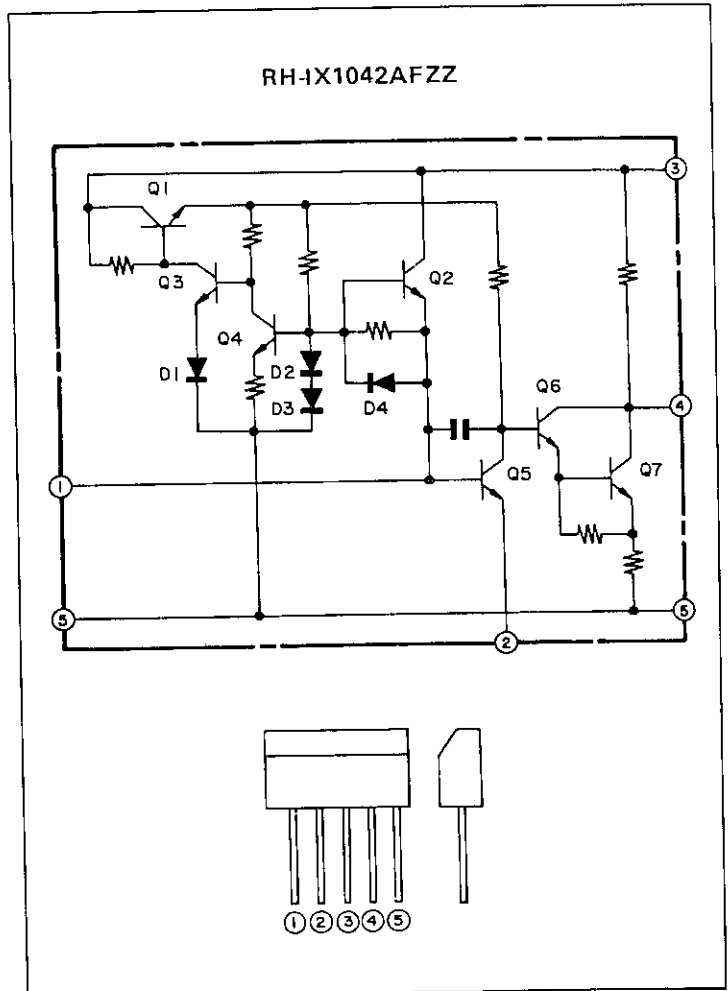 RH-IX1042AFZZ
③
Q1
Q3
Q2
Q4
D1
D2
D3
D4
Q6
④
①
Q5
Q7
⑤
⑤
②
① ② ③ ④ ⑤